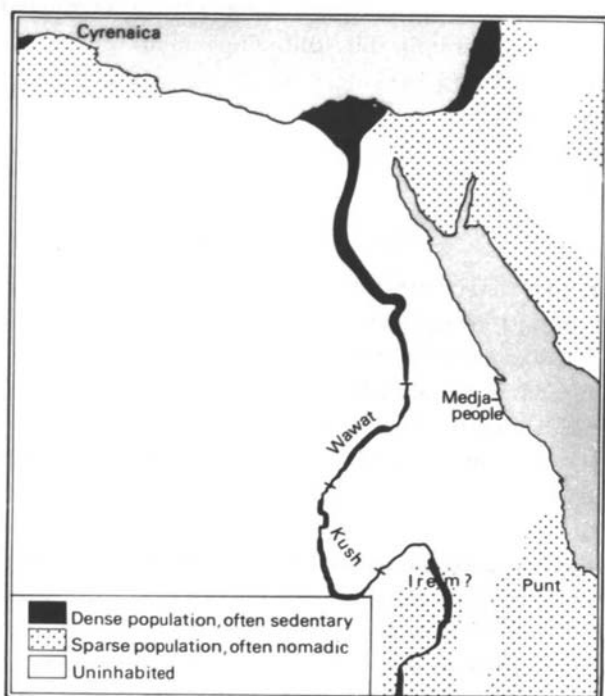 Cyrenaica
Medja-
people
Wawat
Kush
Irem?
Punt
Dense population, often sedentary
Sparse population, often nomadic
Uninhabited